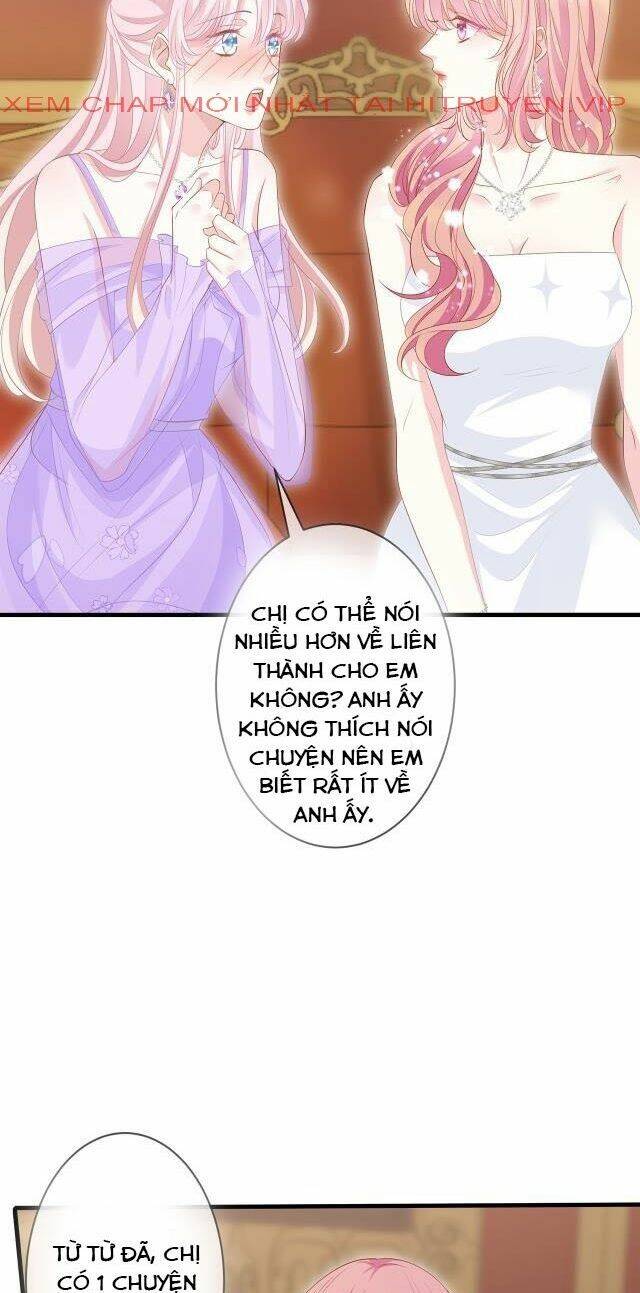 XEM CHAP MỚI NHẤT TẠI HITRUYEN.VIP
CHỊ CÓ THỂ NÓI
NHIỀU HƠN VỀ LIÊN
THÀNH CHO EM
KHÔNG? ANH ẤY
KHÔNG THÍCH NÓI
CHUYỆN NÊN EM
BIẾT RẤT ÍT VỀ
ANH ẤY.
TỪ TỪ ĐÃ, CHỊ
CÓ 1 CHUYỆN